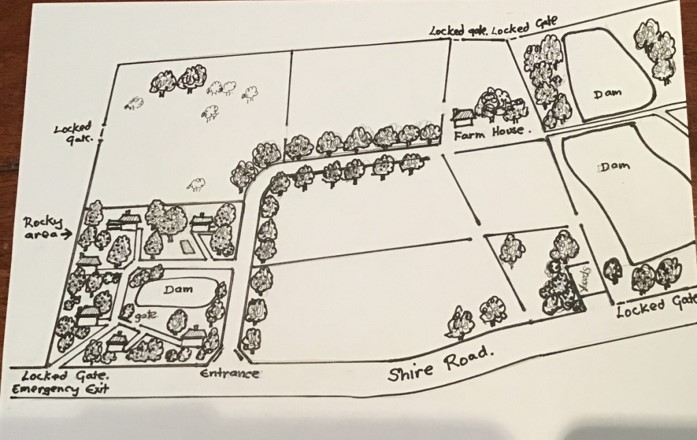 Locked gate. Locked Gate
Dam
Locked
gate.
Farm House.
Dam
Rocky
area →
Dam
gate
Locked Gate
Locked Gate.
Emergency Exit
Entrance
Shire Road.